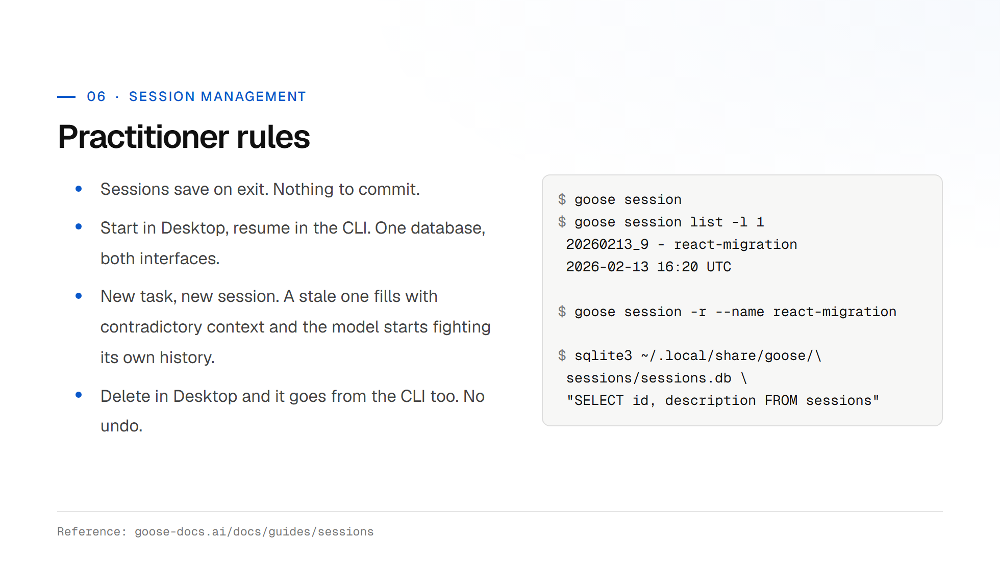 06 · SESSION MANAGEMENT
Practitioner rules
Sessions save on exit. Nothing to commit.
Start in Desktop, resume in the CLI. One database,
both interfaces.
New task, new session. A stale one fills with
contradictory context and the model starts fighting
its own history.
Delete in Desktop and it goes from the CLI too. No
undo.
$ goose session
$ goose session list -l 1
20260213_9 - react-migration
2026-02-13 16:20 UTC
$ goose session -r --name react-migration
$ sqlite3 ~/.local/share/goose/\
sessions/sessions.db \
"SELECT id, description FROM sessions"
Reference: goose-docs.ai/docs/guides/sessions